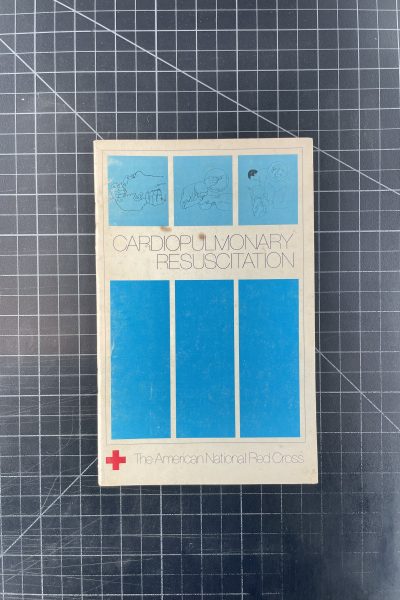 CARDIOPULMONARY
RESUSCITATION
The American National Red Cross